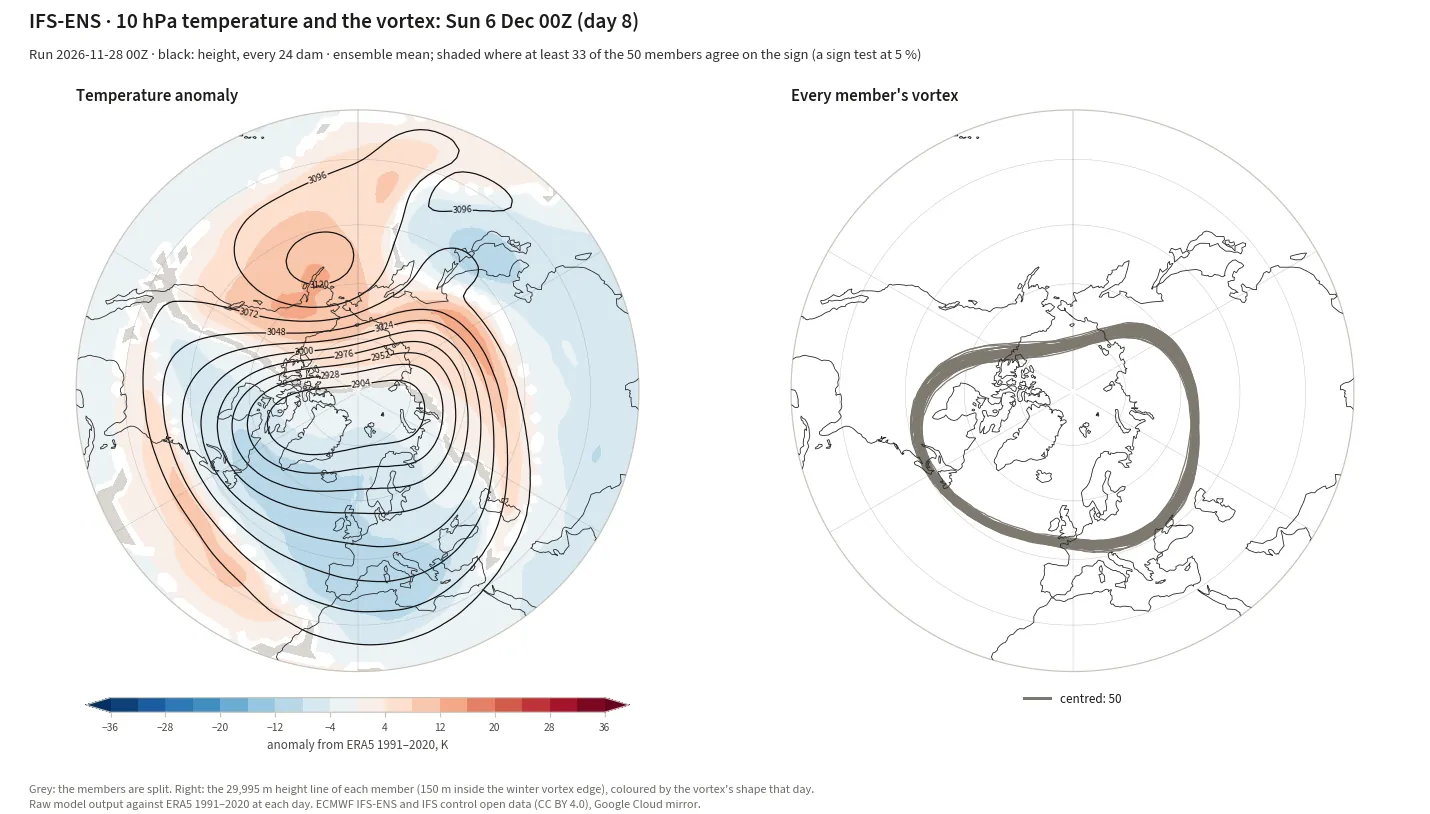 IFS-ENS · 10 hPa temperature and the vortex: Sun 6 Dec 00Z (day 8)
Run 2026-11-28 00Z · black: height, every 24 dam · ensemble mean; shaded where at least 33 of the 50 members agree on the sign (a sign test at 5 %)
Temperature anomaly
Every member's vortex
3096
3096
3120
3072
3048
3024
3000
2976
2952
2928
2904
centred: 50
−36
−28
−20
−12
−4
4
12
20
28
36
anomaly from ERA5 1991–2020, K
Grey: the members are split. Right: the 29,995 m height line of each member (150 m inside the winter vortex edge), coloured by the vortex's shape that day.
Raw model output against ERA5 1991–2020 at each day. ECMWF IFS-ENS and IFS control open data (CC BY 4.0), Google Cloud mirror.